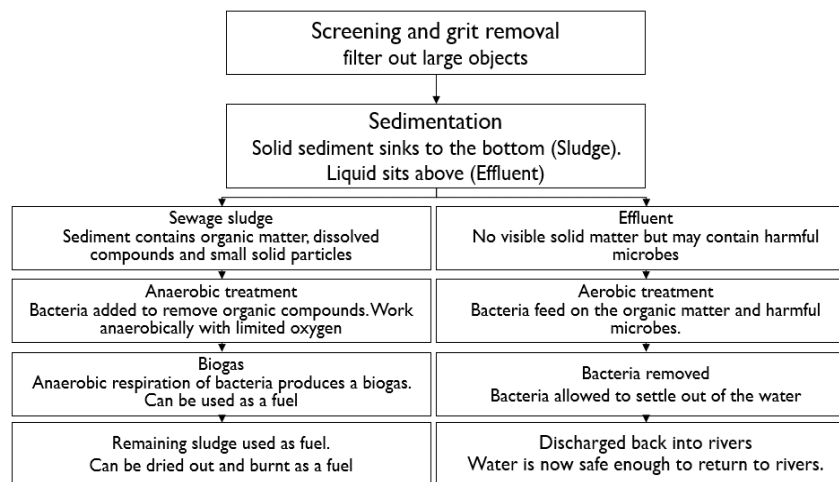 Screening and grit removal
filter out large objects
Sedimentation
Solid sediment sinks to the bottom (Sludge).
Liquid sits above (Effluent)
Sewage sludge
Sediment contains organic matter, dissolved
compounds and small solid particles
Effluent
No visible solid matter but may contain harmful
microbes
Anaerobic treatment
Bacteria added to remove organic compounds. Work
anaerobically with limited oxygen
Aerobic treatment
Bacteria feed on the organic matter and harmful
microbes.
Biogas
Anaerobic respiration of bacteria produces a biogas.
Can be used as a fuel
Bacteria removed
Bacteria allowed to settle out of the water
Remaining sludge used as fuel.
Can be dried out and burnt as a fuel
Discharged back into rivers
Water is now safe enough to return to rivers.